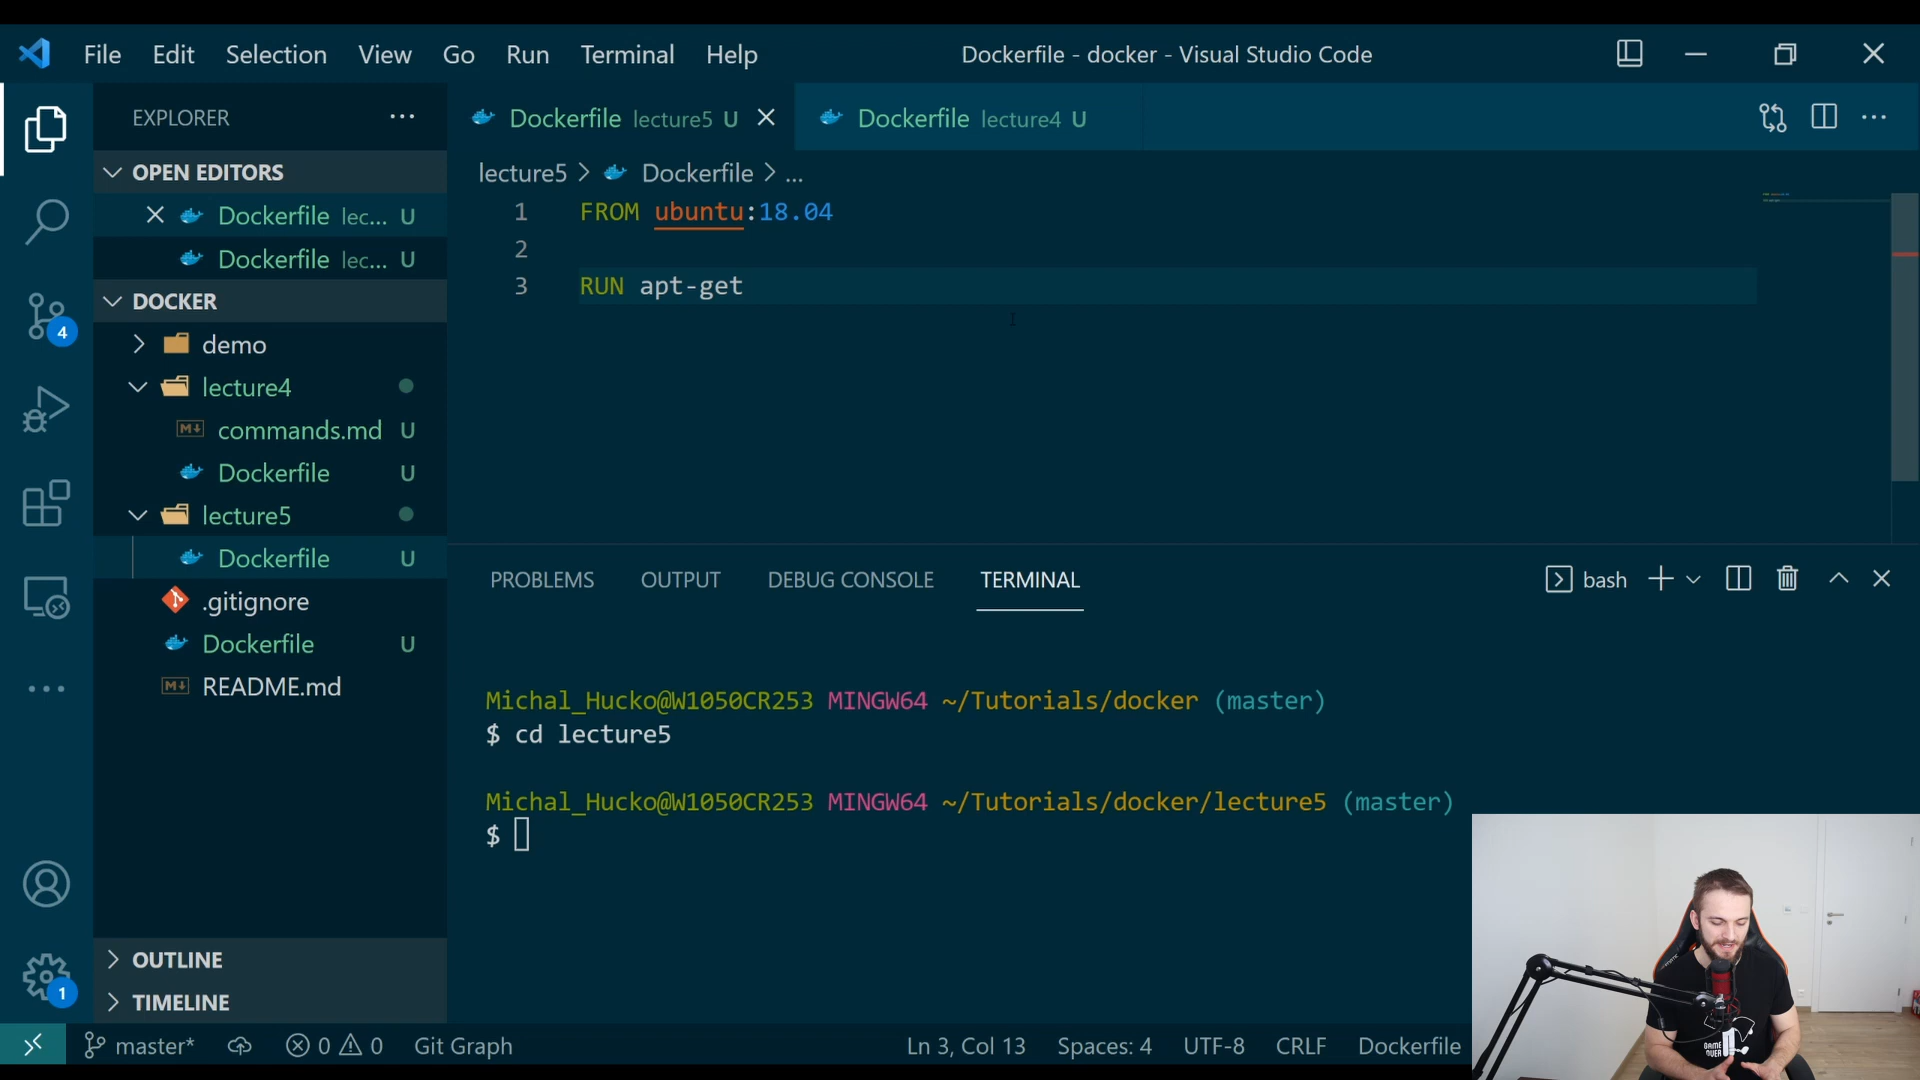 File Edit Selection View Go Run Terminal Help
Dockerfile - docker - Visual Studio Code
EXPLORER
Dockerfile lecture5 U
Dockerfile lecture4 U
OPEN EDITORS
Dockerfile lec... U
Dockerfile lec... U
DOCKER
demo
lecture4
commands.md U
Dockerfile U
lecture5
Dockerfile U
.gitignore
Dockerfile U
README.md
OUTLINE
TIMELINE
4
1
lecture5 > Dockerfile > ...
1 FROM ubuntu:18.04
2
3 RUN apt-get
PROBLEMS OUTPUT DEBUG CONSOLE TERMINAL
bash
Michal_Hucko@W1050CR253 MINGW64 ~/Tutorials/docker (master)
$ cd lecture5
Michal_Hucko@W1050CR253 MINGW64 ~/Tutorials/docker/lecture5 (master)
$
GAME
OVER
master* 0 0 Git Graph
Ln 3, Col 13 Spaces: 4 UTF-8 CRLF Dockerfile